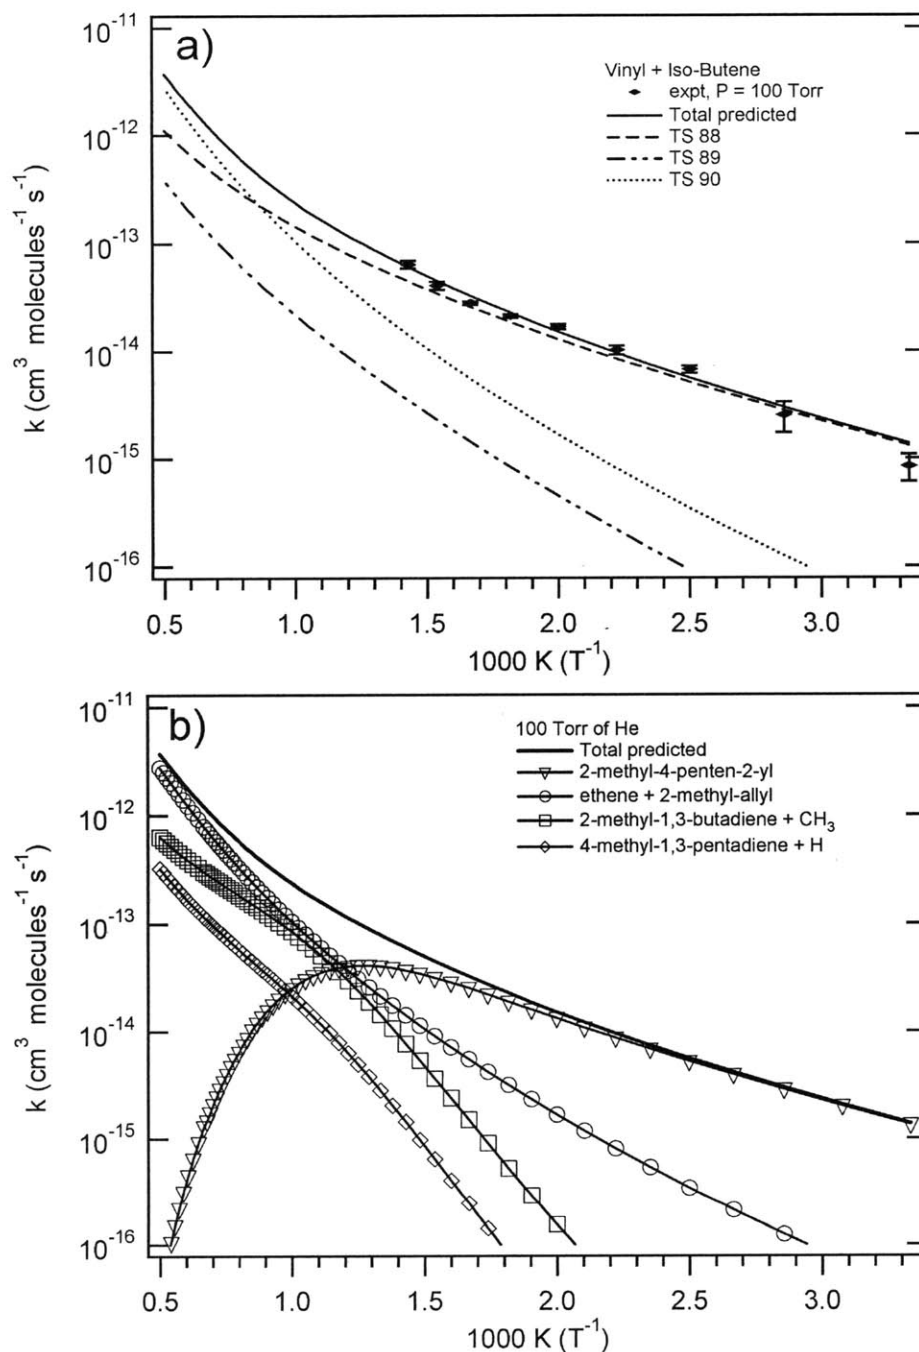 a)
Vinyl + Iso-Butene
expt, P = 100 Torr
Total predicted
TS 88
TS 89
TS 90
k (cm³ molecules⁻¹ s⁻¹)
10⁻¹¹
10⁻¹²
10⁻¹³
10⁻¹⁴
10⁻¹⁵
10⁻¹⁶
0.5 1.0 1.5 2.0 2.5 3.0
1000 K (T⁻¹)
b)
100 Torr of He
Total predicted
2-methyl-4-penten-2-yl
ethene + 2-methyl-allyl
2-methyl-1,3-butadiene + CH₃
4-methyl-1,3-pentadiene + H
k (cm³ molecules⁻¹ s⁻¹)
10⁻¹¹
10⁻¹²
10⁻¹³
10⁻¹⁴
10⁻¹⁵
10⁻¹⁶
0.5 1.0 1.5 2.0 2.5 3.0
1000 K (T⁻¹)